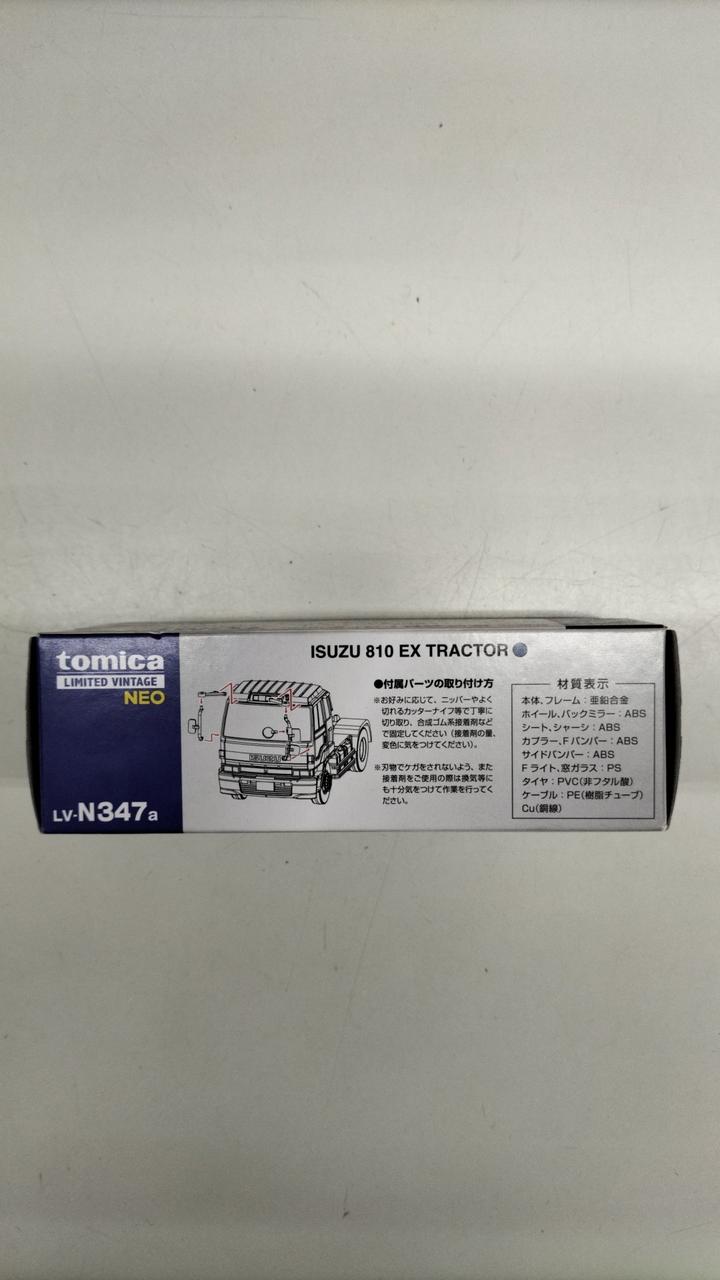 tomica
LIMITED VINTAGE
NEO
LV-N347a
ISUZU 810 EX TRACTOR
●付属パーツの取り付け方
※お好みに応じて、ニッパーやよく
切れるカッターナイフ等で丁寧に
切り取り、合成ゴム系接着剤など
で固定してください（接着剤の量、
変色に気をつけてください）。
※刃物でケガをされないよう、また
接着剤をご使用の際は換気等に
も十分気をつけて作業を行ってく
ださい。
ISUZU
材質表示
本体、フレーム：亜鉛合金
ホイール、バックミラー：ABS
シート、シャーシ：ABS
カプラー、Fバンパー：ABS
サイドバンパー：ABS
Fライト、窓ガラス：PS
タイヤ：PVC（非フタル酸）
ケーブル：PE（樹脂チューブ）
Cu（銅線）